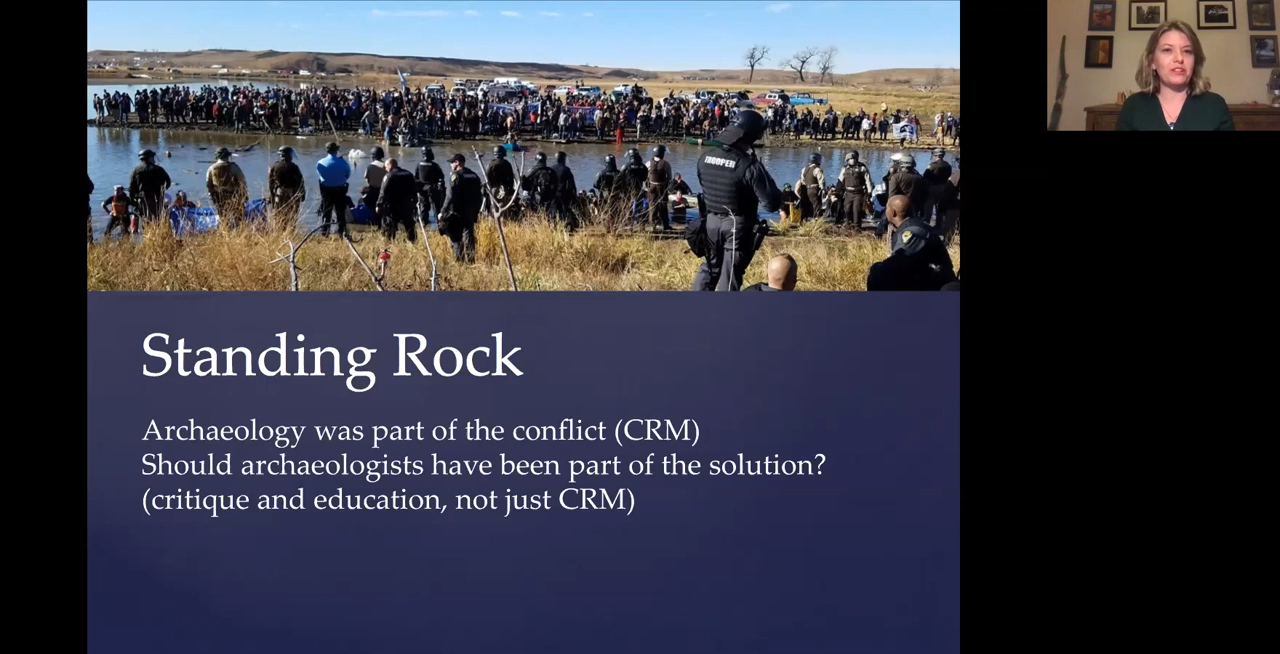 TROOPER
Standing Rock
Archaeology was part of the conflict (CRM)
Should archaeologists have been part of the solution?
(critique and education, not just CRM)